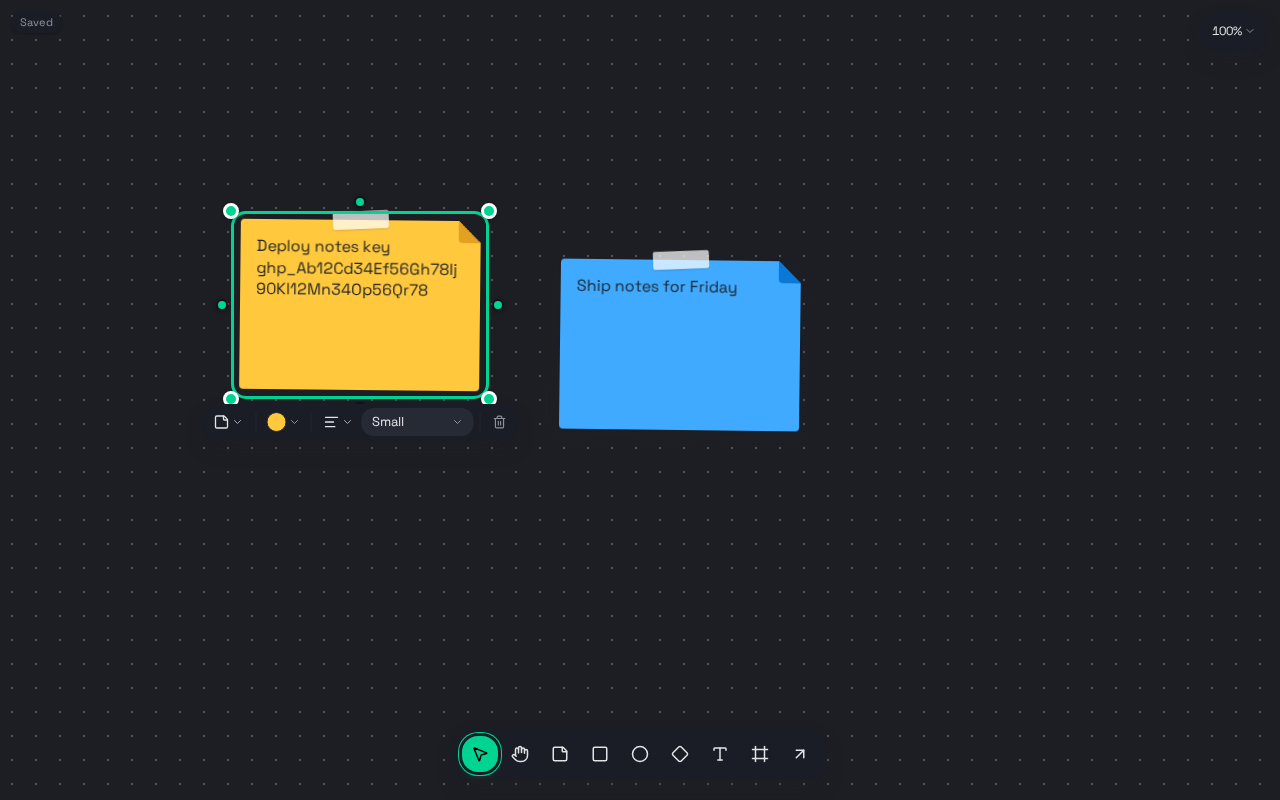 Saved
100%
Deploy notes key
ghp_Ab12Cd34Ef56Gh78Ij
90Kl12Mn34Op56Qr78
Ship notes for Friday
Small